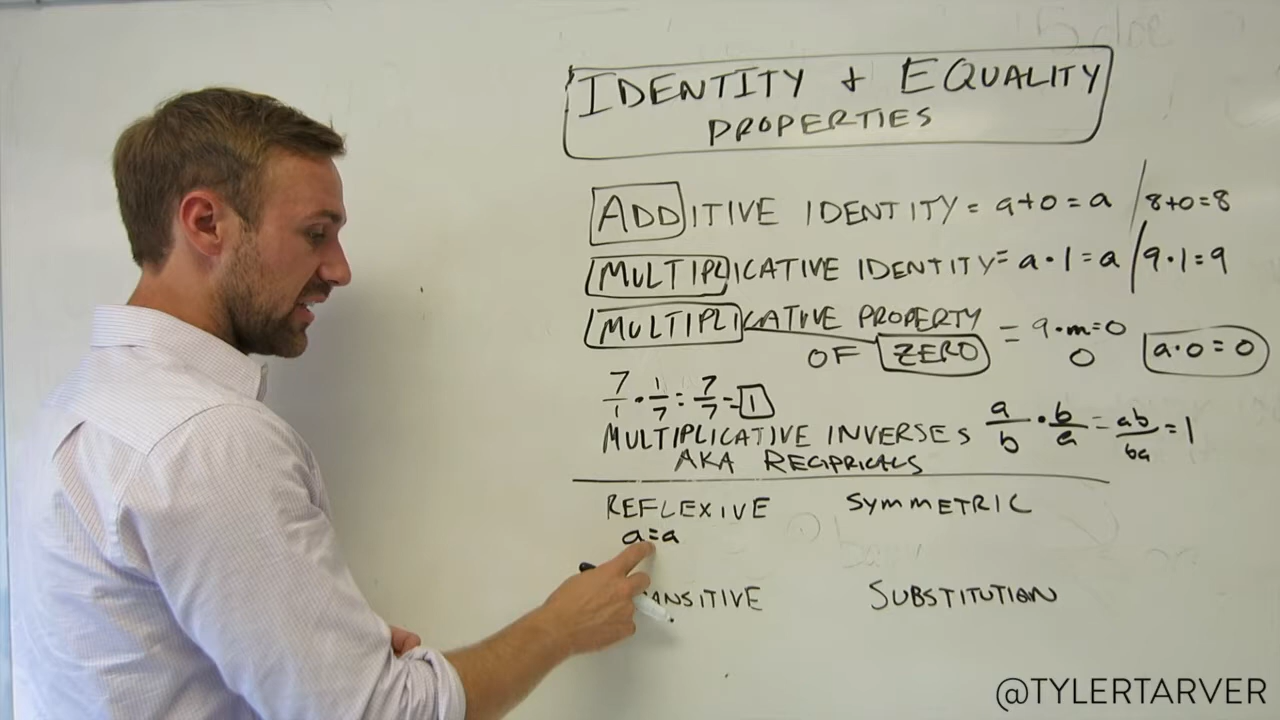 IDENTITY + EQUALITY
PROPERTIES
ADDITIVE IDENTITY = a+0 = a / 8+0=8
MULTIPLICATIVE IDENTITY = a·1=a / 9·1=9
MULTIPLICATIVE PROPERTY
OF ZERO = 9·m=0
0
a·0=0
7/1 · 1/7 = 7/7 = 1
MULTIPLICATIVE INVERSES a/b · b/a = ab/ba = 1
AKA RECIPRICALS
REFLEXIVE SYMMETRIC
a=a
ANSITIVE SUBSTITUTION
@TYLERTARVER